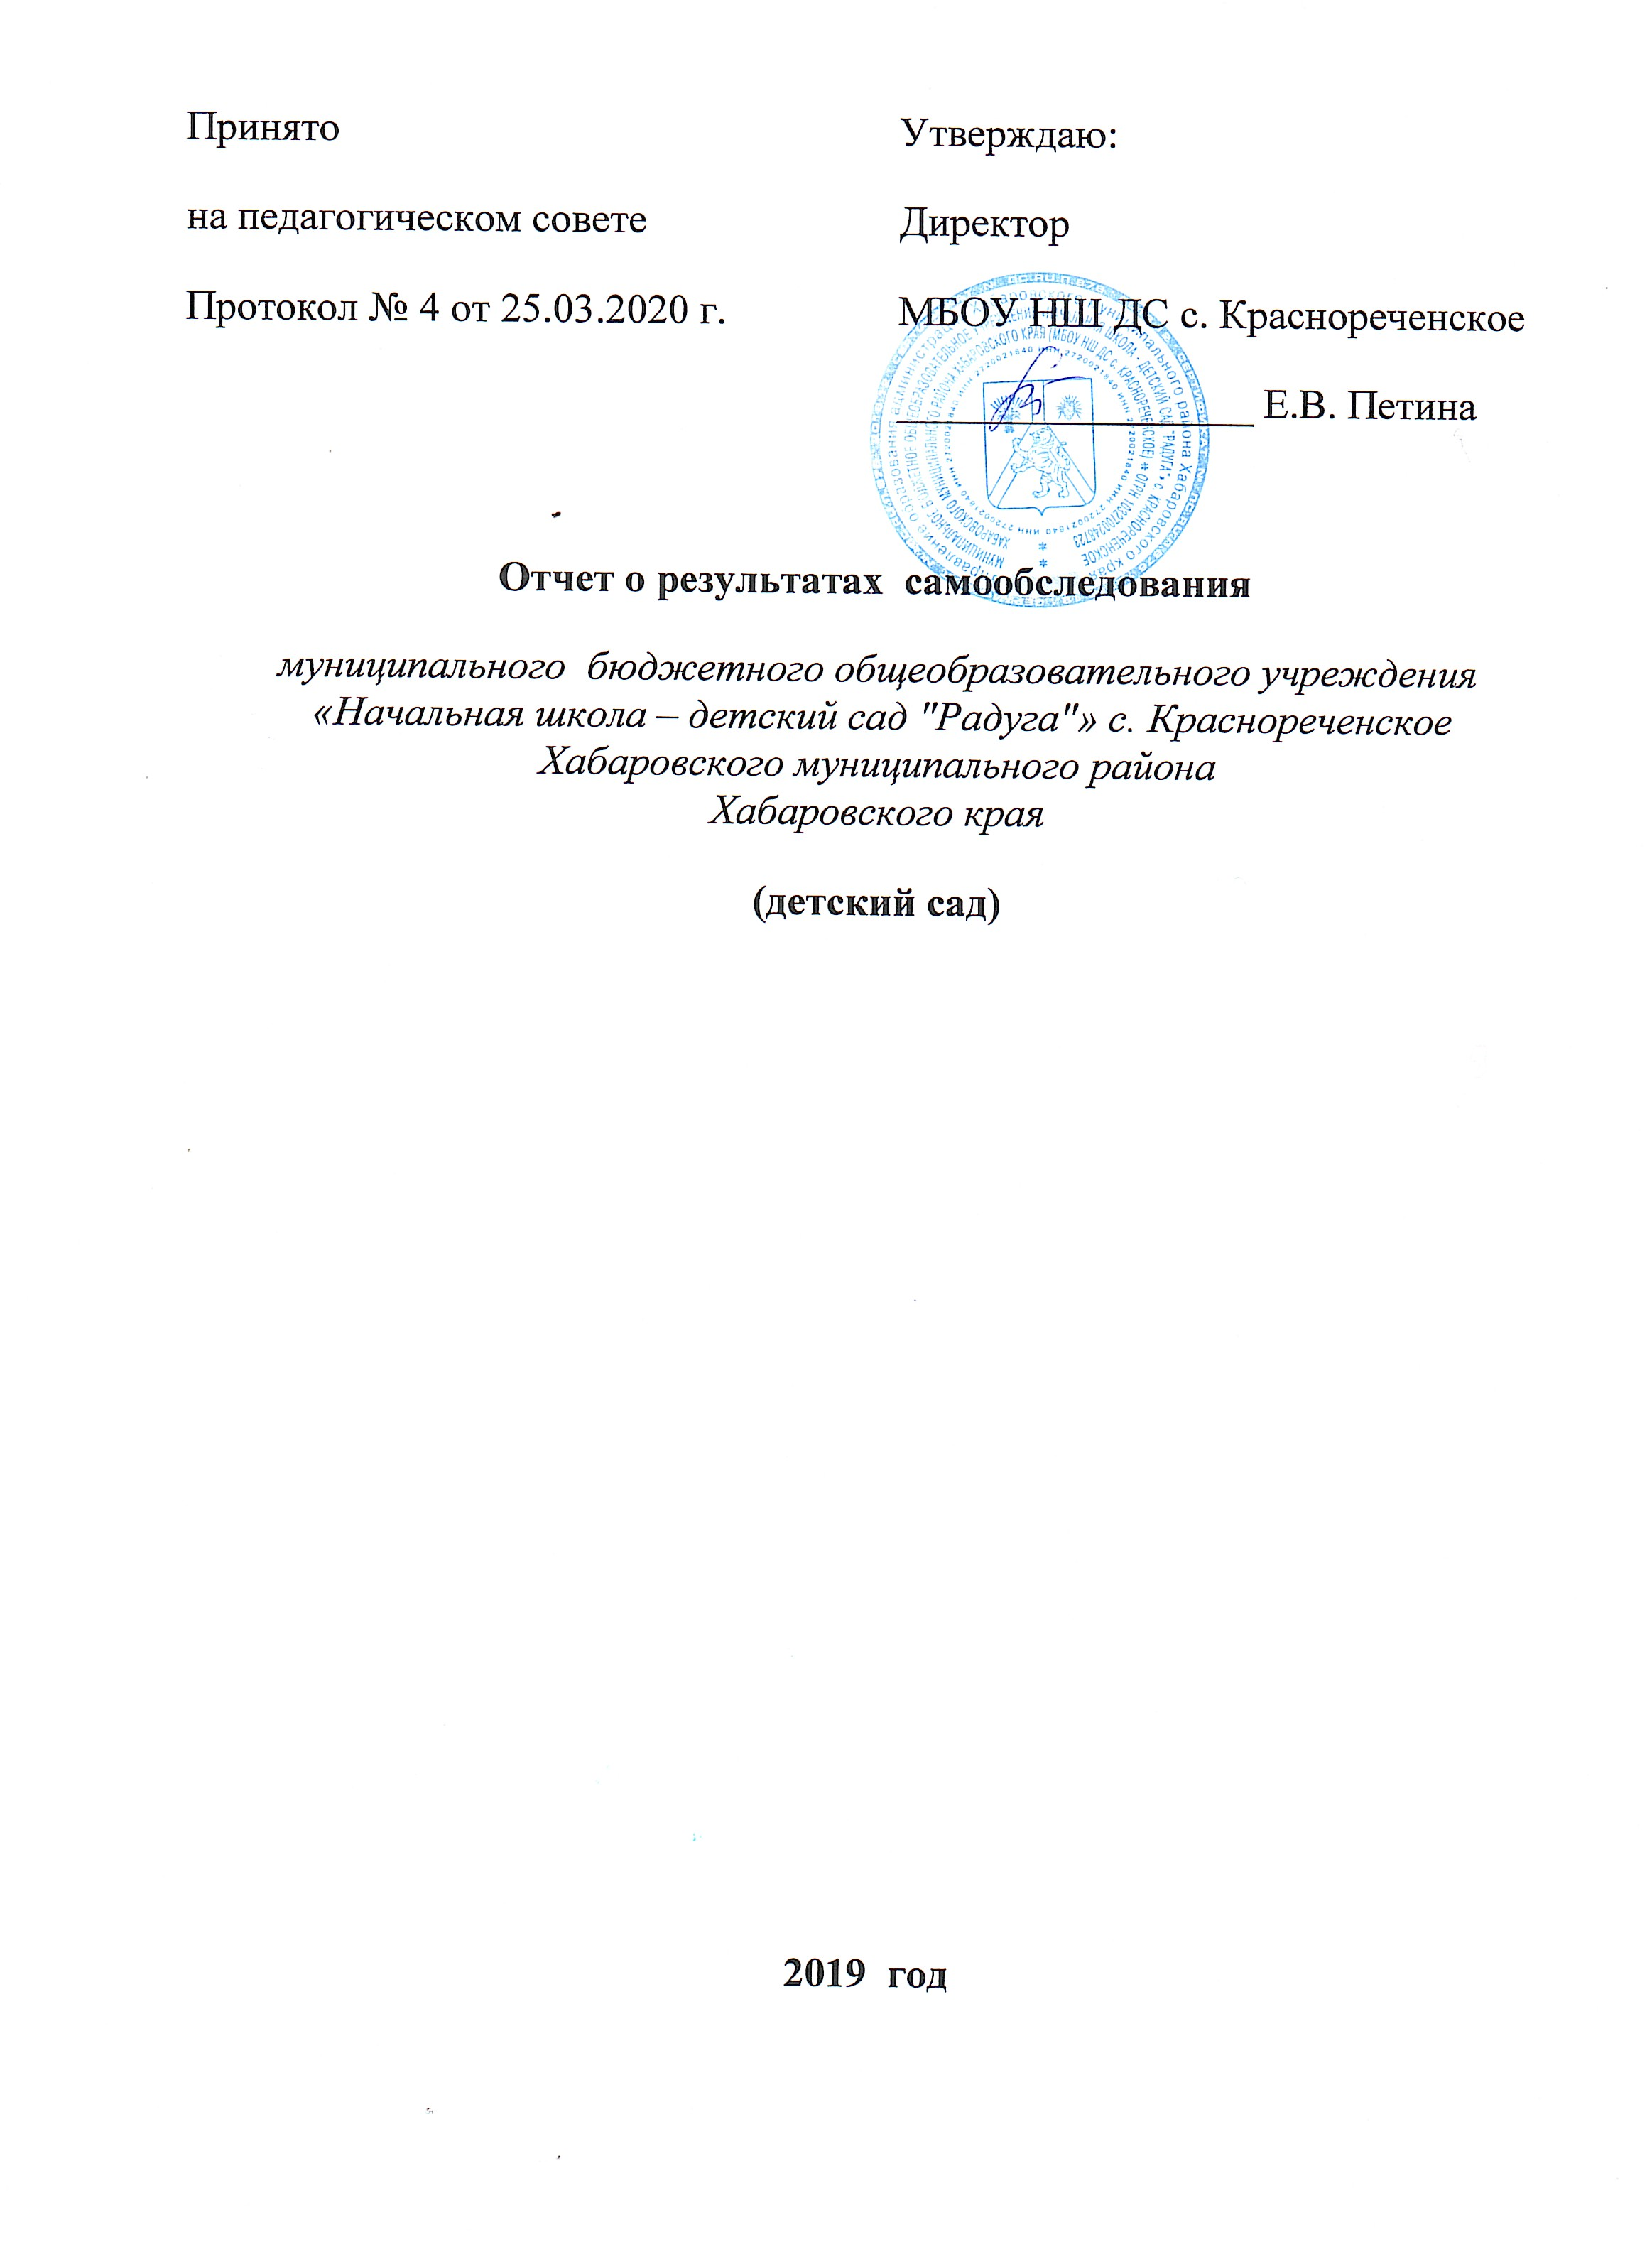 Принято
на педагогическом совете
Протокол № 4 от 25.03.2020 г.
Утверждаю:
Директор
МБОУ НШ ДС с. Краснореченское
Е.В. Петина
Отчет о результатах самообследования
муниципального бюджетного общеобразовательного учреждения
«Начальная школа – детский сад "Радуга"» с. Краснореченское
Хабаровского муниципального района
Хабаровского края
(детский сад)
2019 год